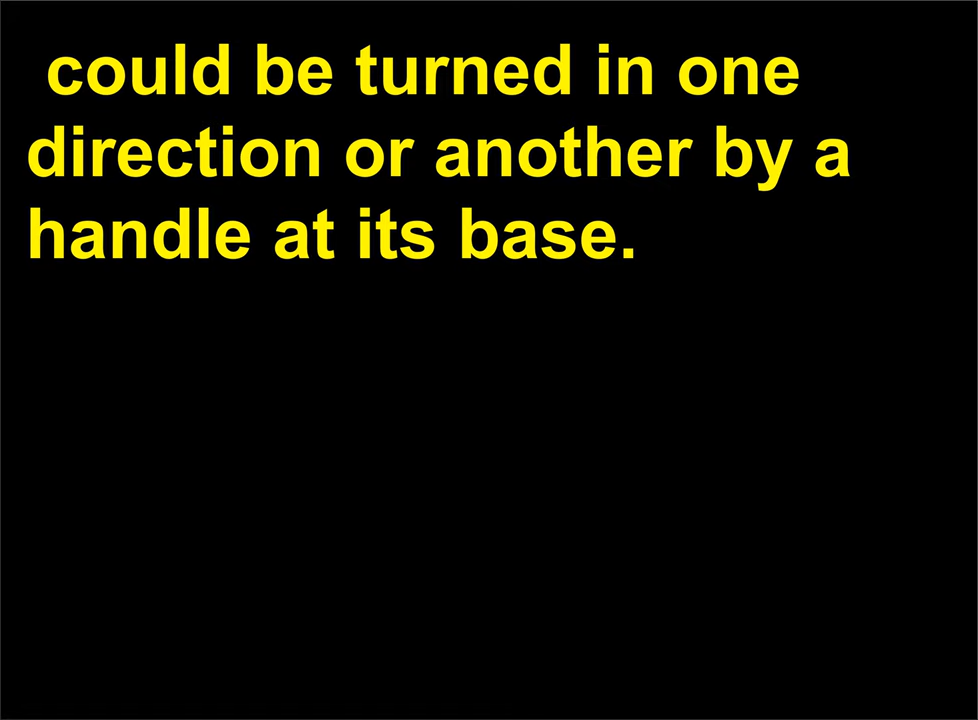 could be turned in one
direction or another by a
handle at its base.